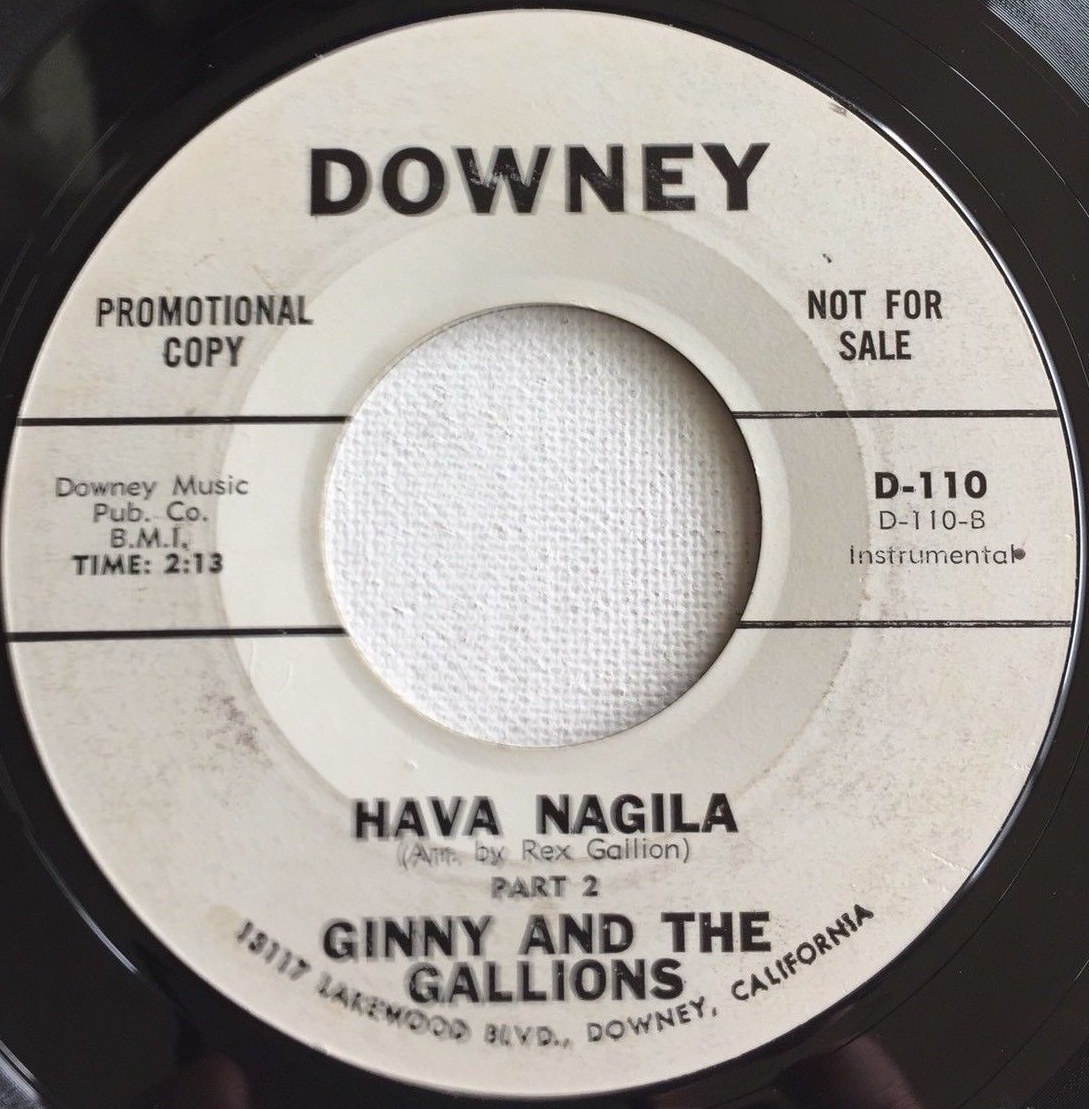 DOWNEY
PROMOTIONAL
COPY
NOT FOR
SALE
Downey Music
Pub. Co.
B.M.I.
TIME: 2:13
D-110
D-110-B
Instrumental
HAVA NAGILA
(Arr. by Rex Gallion)
PART 2
GINNY AND THE
GALLIONS
13117 LAKEWOOD BLVD., DOWNEY, CALIFORNIA